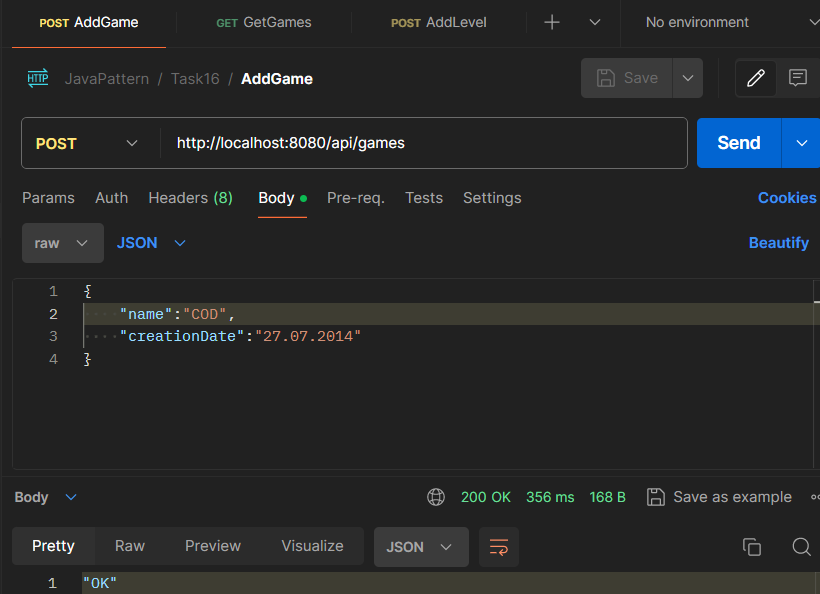 POST AddGame GET GetGames POST AddLevel No environment
HTTP JavaPattern / Task16 / AddGame Save
POST http://localhost:8080/api/games Send
Params Auth Headers (8) Body Pre-req. Tests Settings Cookies
raw JSON Beautify
1 {
2 "name":"COD",
3 "creationDate":"27.07.2014"
4 }
Body 200 OK 356 ms 168 B Save as example
Pretty Raw Preview Visualize JSON
1 "OK"